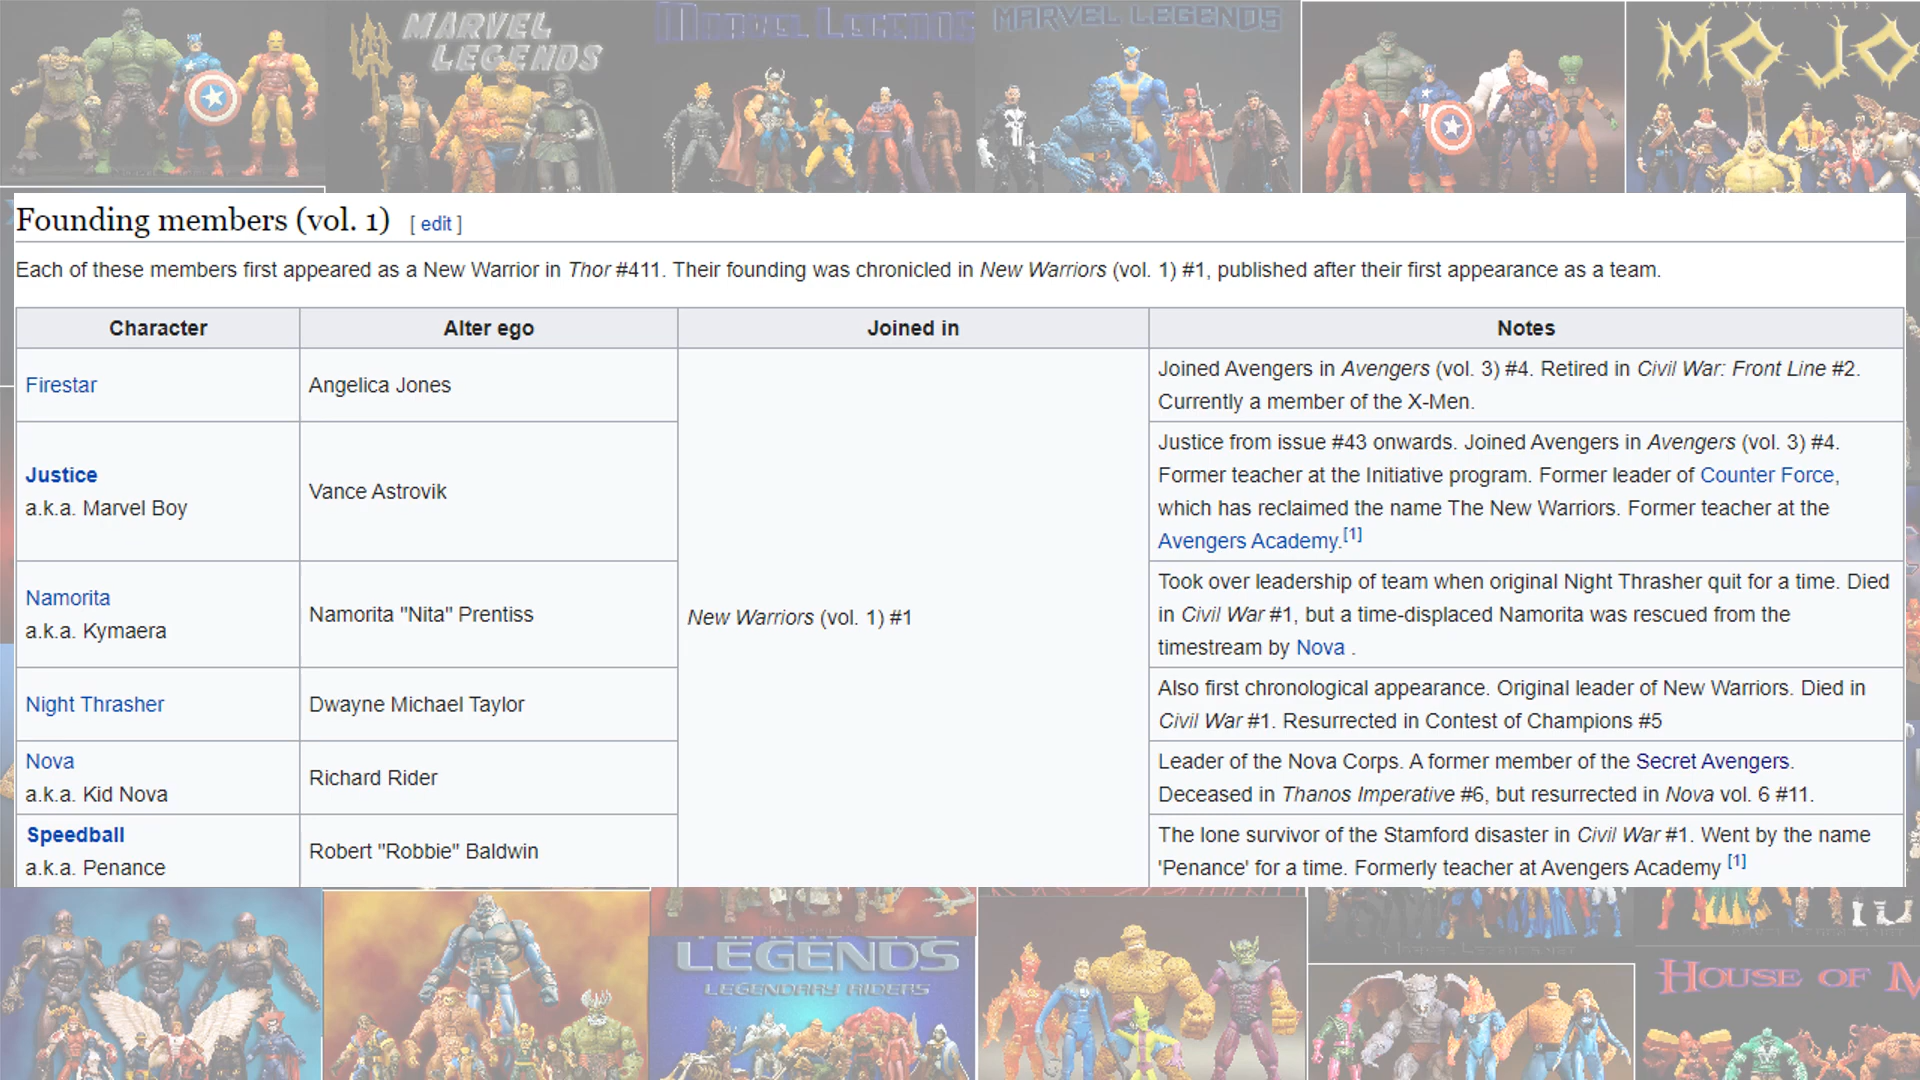 MARVEL
LEGENDS
MARVEL LEGENDS
MARVEL LEGENDS
MOJO
Founding members (vol. 1) [ edit ]
Each of these members first appeared as a New Warrior in Thor #411. Their founding was chronicled in New Warriors (vol. 1) #1, published after their first appearance as a team.
Character Alter ego Joined in Notes
Firestar
Angelica Jones
Joined Avengers in Avengers (vol. 3) #4. Retired in Civil War: Front Line #2.
Currently a member of the X-Men.
Justice
a.k.a. Marvel Boy
Vance Astrovik
Justice from issue #43 onwards. Joined Avengers in Avengers (vol. 3) #4.
Former teacher at the Initiative program. Former leader of Counter Force,
which has reclaimed the name The New Warriors. Former teacher at the
Avengers Academy.[1]
Namorita
a.k.a. Kymaera
Namorita "Nita" Prentiss
New Warriors (vol. 1) #1
Took over leadership of team when original Night Thrasher quit for a time. Died
in Civil War #1, but a time-displaced Namorita was rescued from the
timestream by Nova .
Night Thrasher
Dwayne Michael Taylor
Also first chronological appearance. Original leader of New Warriors. Died in
Civil War #1. Resurrected in Contest of Champions #5
Nova
a.k.a. Kid Nova
Richard Rider
Leader of the Nova Corps. A former member of the Secret Avengers.
Deceased in Thanos Imperative #6, but resurrected in Nova vol. 6 #11.
Speedball
a.k.a. Penance
Robert "Robbie" Baldwin
The lone survivor of the Stamford disaster in Civil War #1. Went by the name
'Penance' for a time. Formerly teacher at Avengers Academy [1]
LEGENDS
LEGENDARY RIDERS
HOUSE OF M